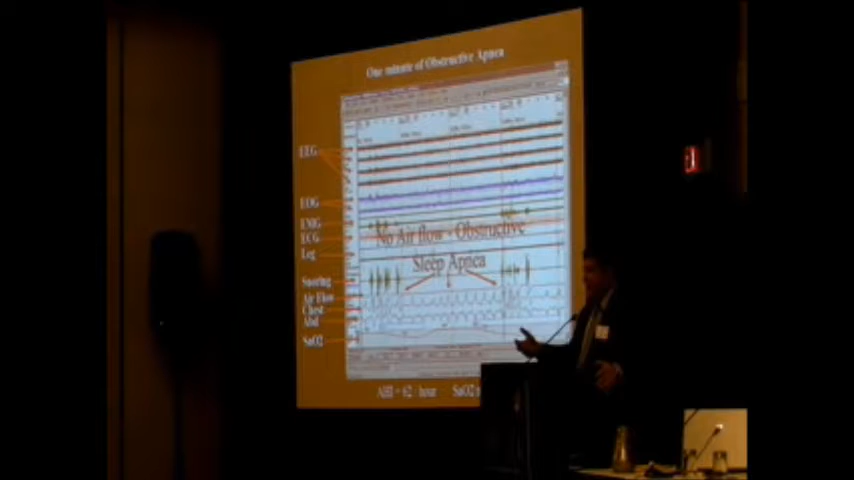 One minute of Obstructive Apnea
EEG
EOG
EMG
ECG
Leg
No Air flow - Obstructive
Sleep Apnea
Snoring
Air Flow
Chest
Abd
SaO2
AHI = 62 / hour SaO2